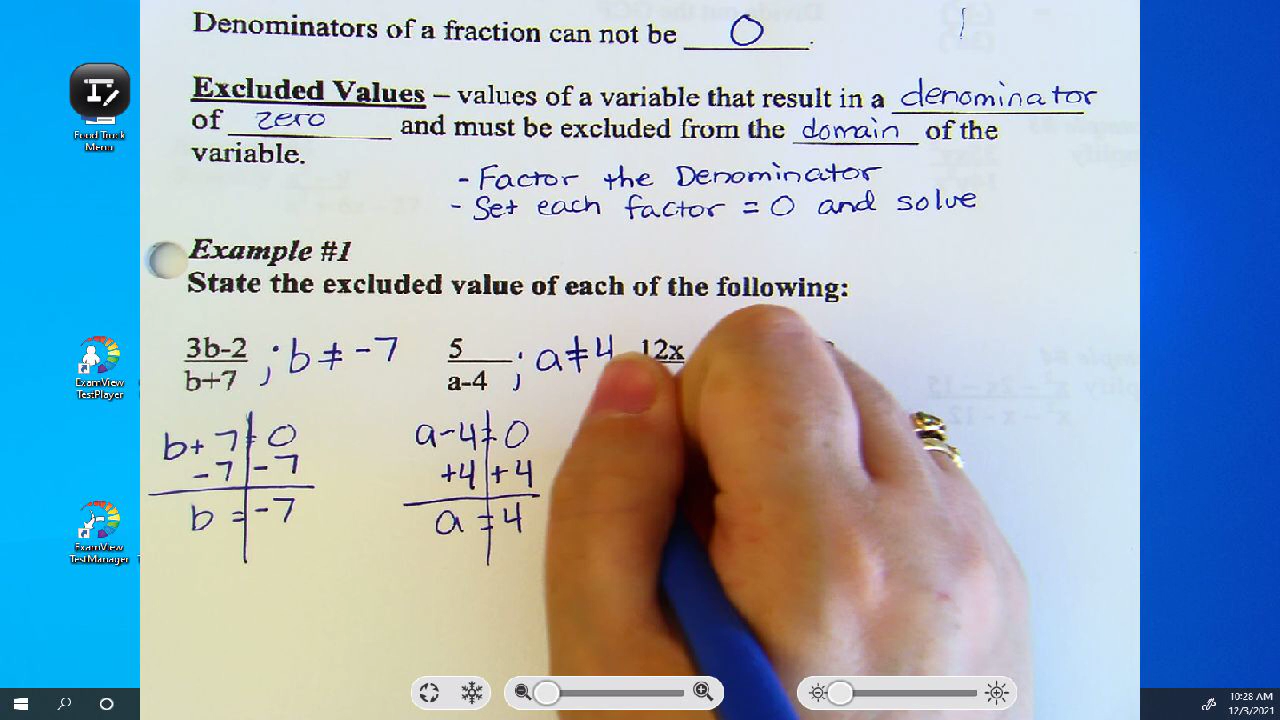 Denominators of a fraction can not be 0.
Excluded Values – values of a variable that result in a denominator
of zero and must be excluded from the domain of the
variable.
- Factor the Denominator
- Set each factor = 0 and solve
Example #1
State the excluded value of each of the following:
3b-2
b+7
; b ≠ -7
5
a-4
; a ≠ 4
12x
b+7=0
-7 -7
b = -7
a-4=0
+4 +4
a = 4
Food Truck
Menu
ExamView
TestPlayer
ExamView
TestManager
10:28 AM
12/3/2021